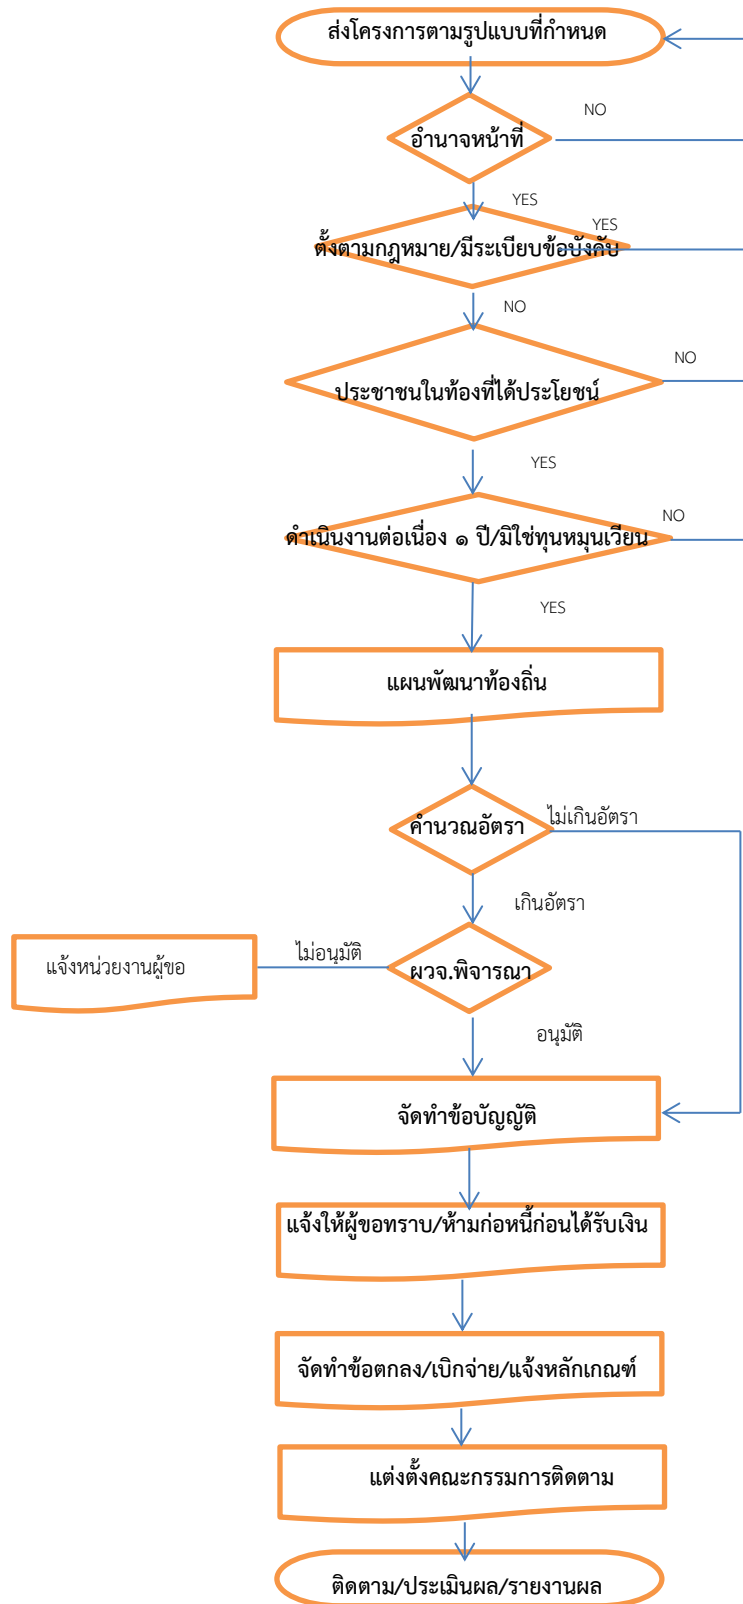 ส่งโครงการตามรูปแบบที่กำหนด
NO
อำนาจหน้าที่
YES
YES
ตั้งตามกฎหมาย/มีระเบียบข้อบังคับ
NO
NO
ประชาชนในท้องที่ได้ประโยชน์
YES
NO
ดำเนินงานต่อเนื่อง ๑ ปี/มิใช่ทุนหมุนเวียน
YES
แผนพัฒนาท้องถิ่น
ไม่เกินอัตรา
คำนวณอัตรา
เกินอัตรา
ไม่อนุมัติ
แจ้งหน่วยงานผู้ขอ
ผวจ.พิจารณา
อนุมัติ
จัดทำข้อบัญญัติ
แจ้งให้ผู้ขอทราบ/ห้ามก่อหนี้ก่อนได้รับเงิน
จัดทำข้อตกลง/เบิกจ่าย/แจ้งหลักเกณฑ์
แต่งตั้งคณะกรรมการติดตาม
ติดตาม/ประเมินผล/รายงานผล